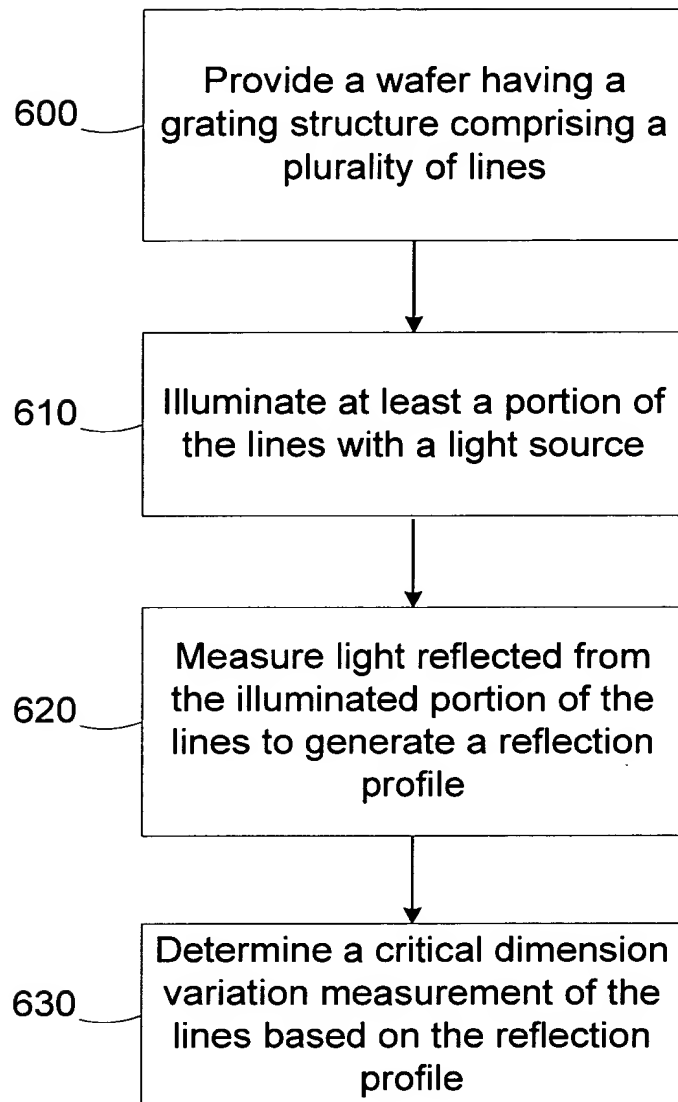 600
Provide a wafer having a
grating structure comprising a
plurality of lines
610
Illuminate at least a portion of
the lines with a light source
620
Measure light reflected from
the illuminated portion of the
lines to generate a reflection
profile
630
Determine a critical dimension
variation measurement of the
lines based on the reflection
profile